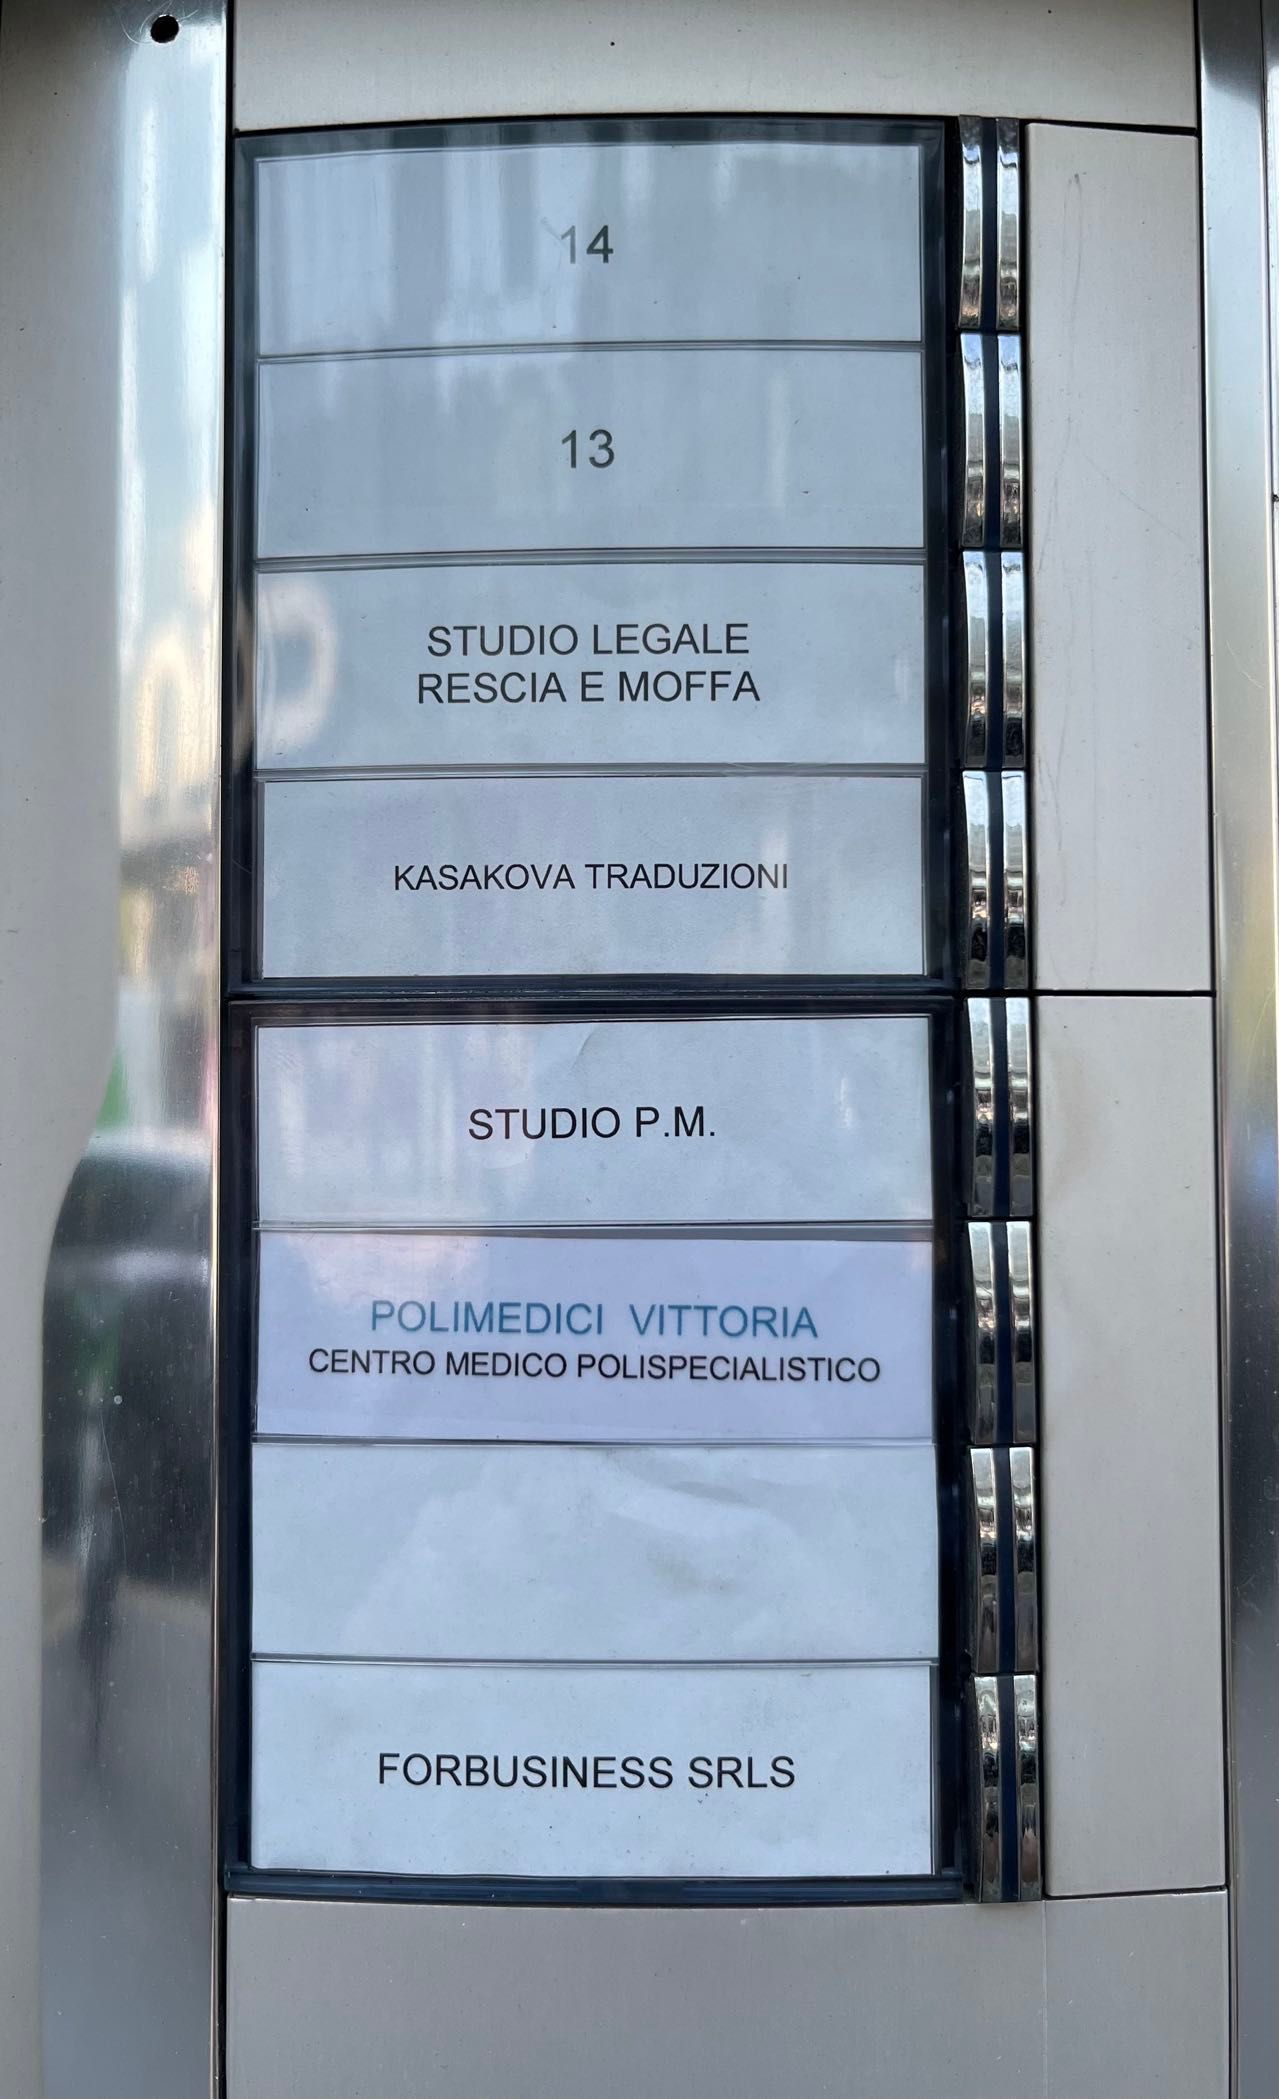 14
13
STUDIO LEGALE
RESCIA E MOFFA
KASAKOVA TRADUZIONI
STUDIO P.M.
POLIMEDICI VITTORIA
CENTRO MEDICO POLISPECIALISTICO
FORBUSINESS SRLS